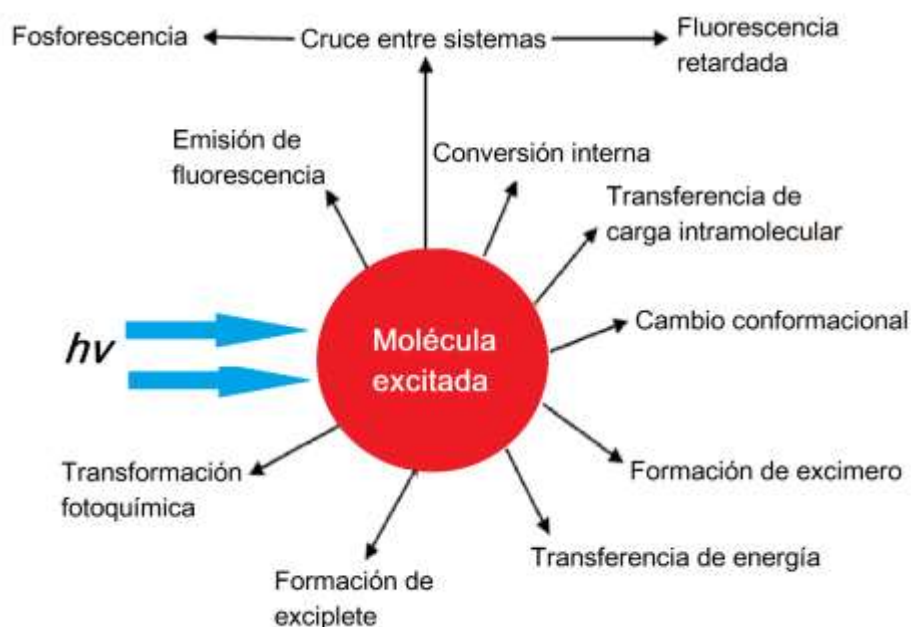 Fosforescencia
Cruce entre sistemas
Fluorescencia
retardada
Emisión de
fluorescencia
Conversión interna
Transferencia de
carga intramolecular
hv
Molécula
excitada
Cambio conformacional
Transformación
fotoquímica
Formación de excimero
Formación de
exciplete
Transferencia de energía